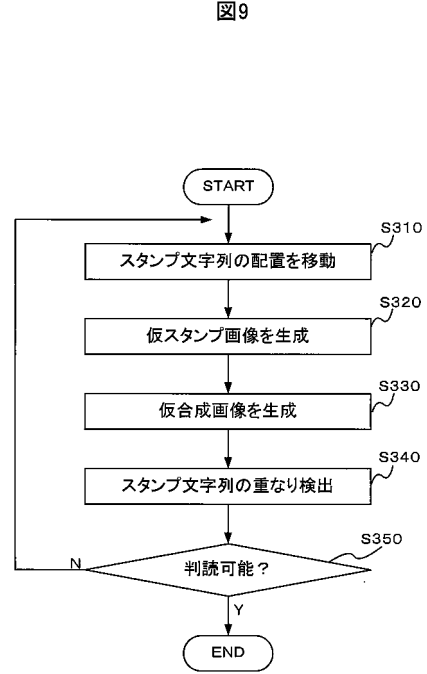 図9
START
S310
スタンプ文字列の配置を移動
S320
仮スタンプ画像を生成
S330
仮合成画像を生成
S340
スタンプ文字列の重なり検出
S350
判読可能？
N
Y
END